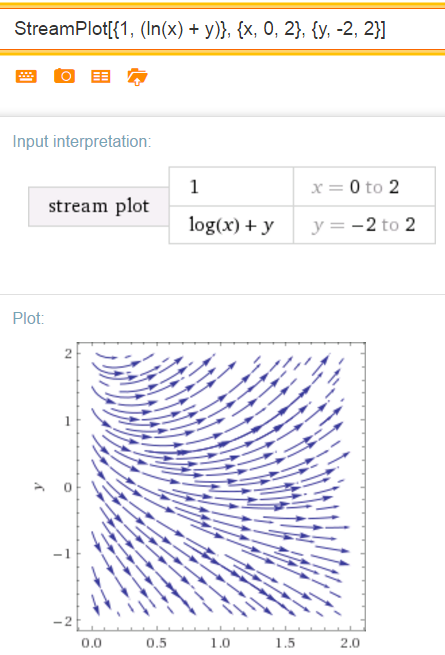 StreamPlot[{1, (ln(x) + y)}, {x, 0, 2}, {y, -2, 2}]
Input interpretation:
stream plot
1
x = 0 to 2
log(x) + y
y = −2 to 2
Plot:
2
1
0
−1
−2
y
0.0 0.5 1.0 1.5 2.0